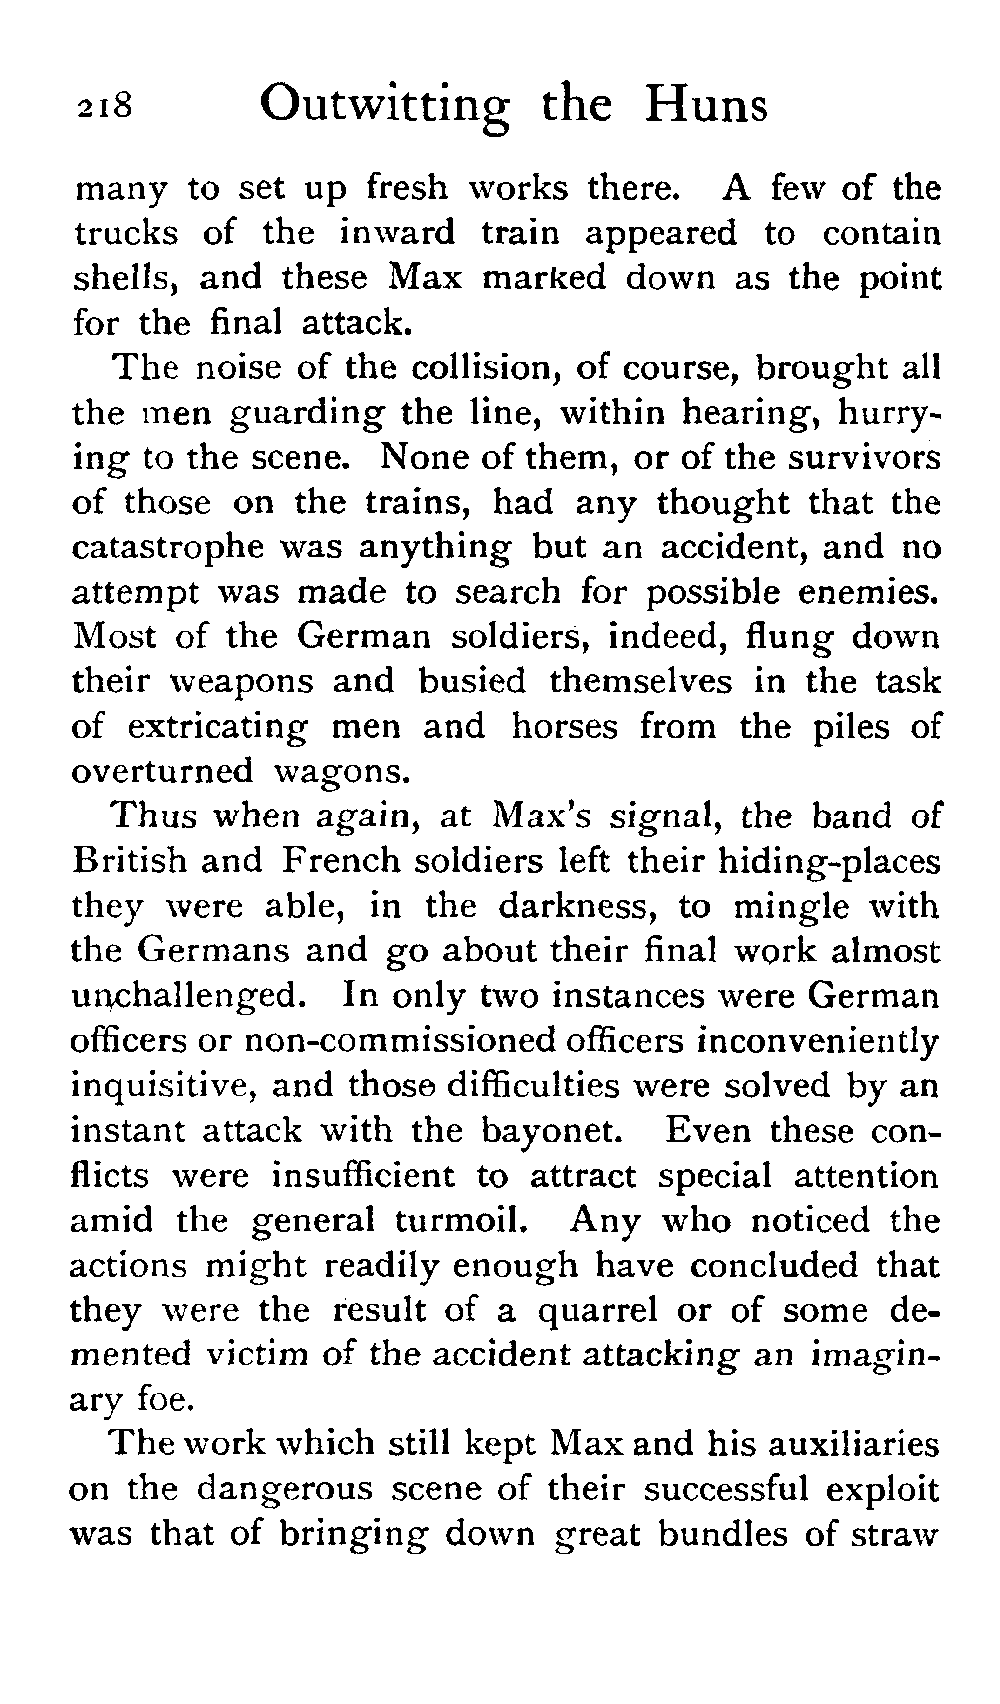 218 Outwitting the Huns
many to set up fresh works there. A few of the
trucks of the inward train appeared to contain
shells, and these Max marked down as the point
for the final attack.
The noise of the collision, of course, brought all
the men guarding the line, within hearing, hurry-
ing to the scene. None of them, or of the survivors
of those on the trains, had any thought that the
catastrophe was anything but an accident, and no
attempt was made to search for possible enemies.
Most of the German soldiers, indeed, flung down
their weapons and busied themselves in the task
of extricating men and horses from the piles of
overturned wagons.
Thus when again, at Max's signal, the band of
British and French soldiers left their hiding-places
they were able, in the darkness, to mingle with
the Germans and go about their final work almost
unchallenged. In only two instances were German
officers or non-commissioned officers inconveniently
inquisitive, and those difficulties were solved by an
instant attack with the bayonet. Even these con-
flicts were insufficient to attract special attention
amid the general turmoil. Any who noticed the
actions might readily enough have concluded that
they were the result of a quarrel or of some de-
mented victim of the accident attacking an imagin-
ary foe.
The work which still kept Max and his auxiliaries
on the dangerous scene of their successful exploit
was that of bringing down great bundles of straw